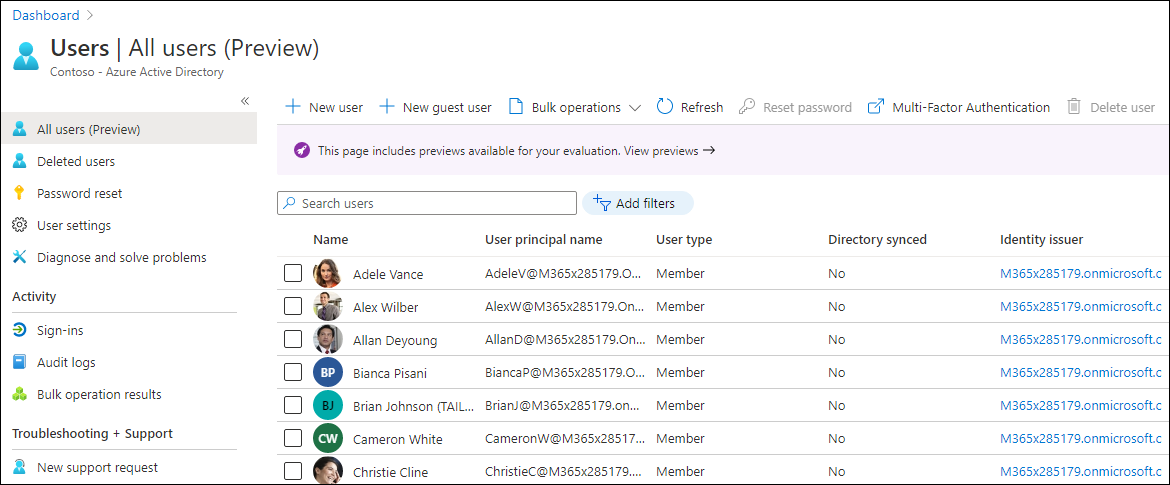 Dashboard
Users | All users (Preview)
Contoso - Azure Active Directory
All users (Preview)
Deleted users
Password reset
User settings
Diagnose and solve problems
Activity
Sign-ins
Audit logs
Bulk operation results
Troubleshooting + Support
New support request
New user New guest user Bulk operations Refresh Reset password Multi-Factor Authentication Delete user
This page includes previews available for your evaluation. View previews →
Search users Add filters
Name User principal name User type Directory synced Identity issuer
Adele Vance AdeleV@M365x285179.O... Member No M365x285179.onmicrosoft.c
Alex Wilber AlexW@M365x285179.On... Member No M365x285179.onmicrosoft.c
Allan Deyoung AllanD@M365x285179.On... Member No M365x285179.onmicrosoft.c
BP Bianca Pisani BiancaP@M365x285179.O... Member No M365x285179.onmicrosoft.c
BJ Brian Johnson (TAIL... BrianJ@M365x285179.on... Member No M365x285179.onmicrosoft.c
CW Cameron White CameronW@M365x28517... Member No M365x285179.onmicrosoft.c
Christie Cline ChristieC@M365x285179.... Member No M365x285179.onmicrosoft.c